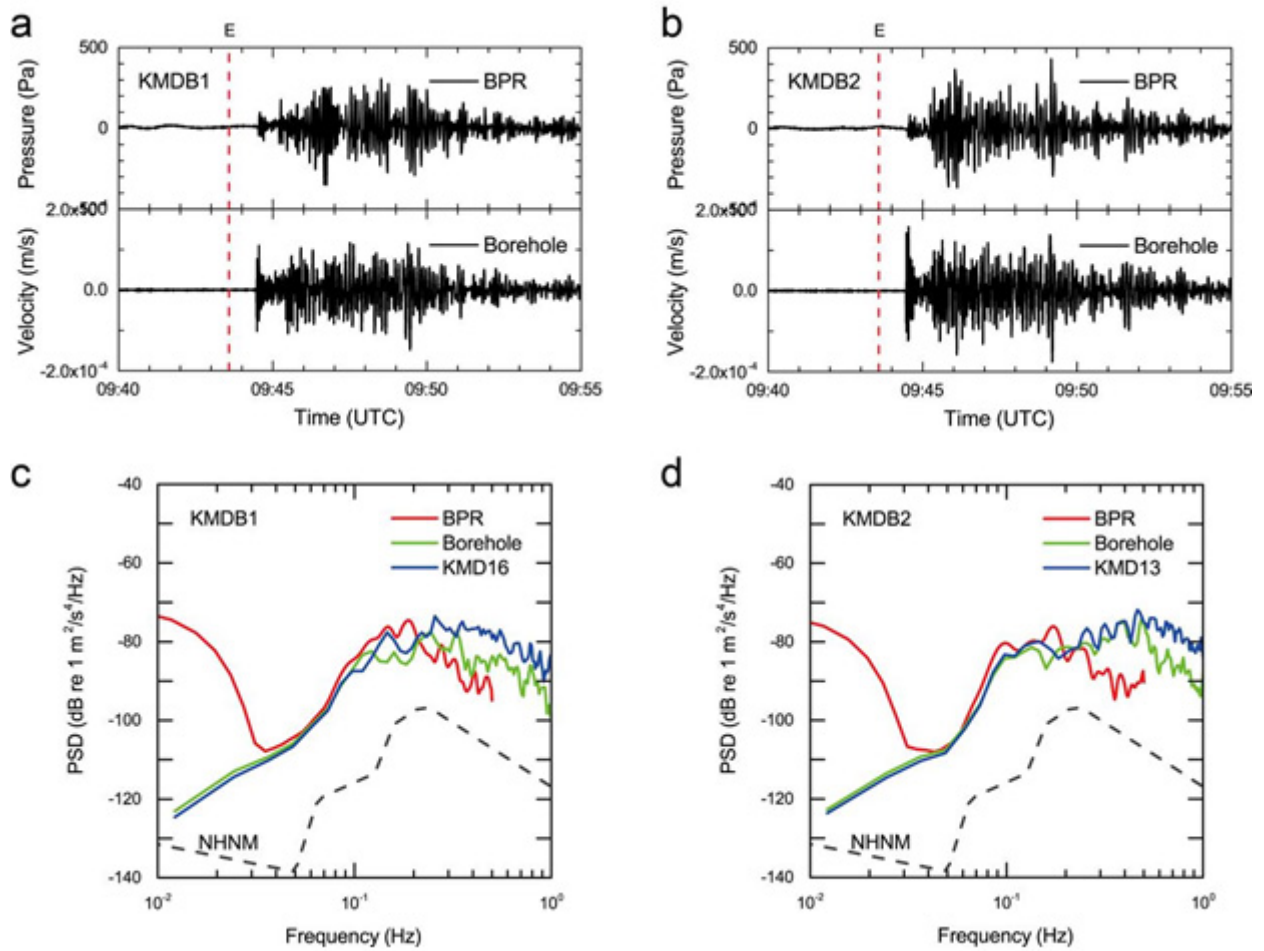 a
E
500
KMDB1
BPR
Pressure (Pa)
0
2.0x10⁻⁴
Borehole
Velocity (m/s)
0.0
-2.0x10⁻⁴
09:40
09:45
09:50
09:55
Time (UTC)
b
E
500
KMDB2
BPR
Pressure (Pa)
0
Borehole
Velocity (m/s)
0.0
-2.0x10⁻⁴
09:40
09:45
09:50
09:55
Time (UTC)
c
-40
KMDB1
BPR
Borehole
KMD16
-60
-80
-100
-120
-140
PSD (dB re 1 m²/s⁴/Hz)
NHNM
10⁻²
10⁻¹
10⁰
Frequency (Hz)
d
-40
KMDB2
BPR
Borehole
KMD13
-60
-80
-100
-120
-140
PSD (dB re 1 m²/s⁴/Hz)
NHNM
10⁻²
10⁻¹
10⁰
Frequency (Hz)